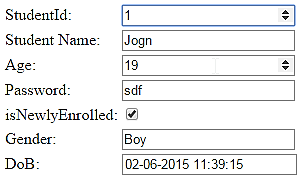 StudentId: 1
Student Name: Jogn
Age: 19
Password: sdf
isNewlyEnrolled:
Gender: Boy
DoB: 02-06-2015 11:39:15